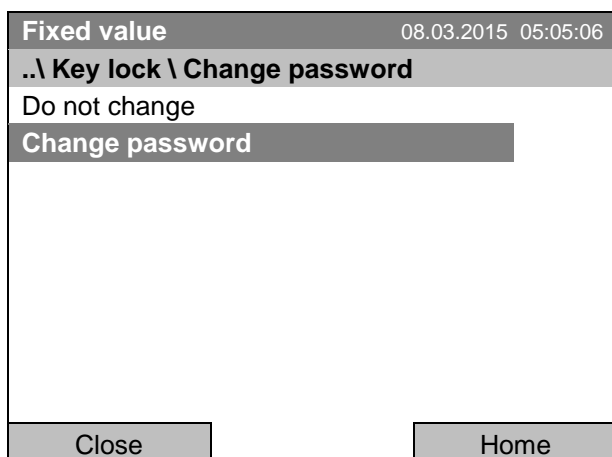 Fixed value 08.03.2015 05:05:06
..\ Key lock \ Change password
Do not change
Change password
Close Home